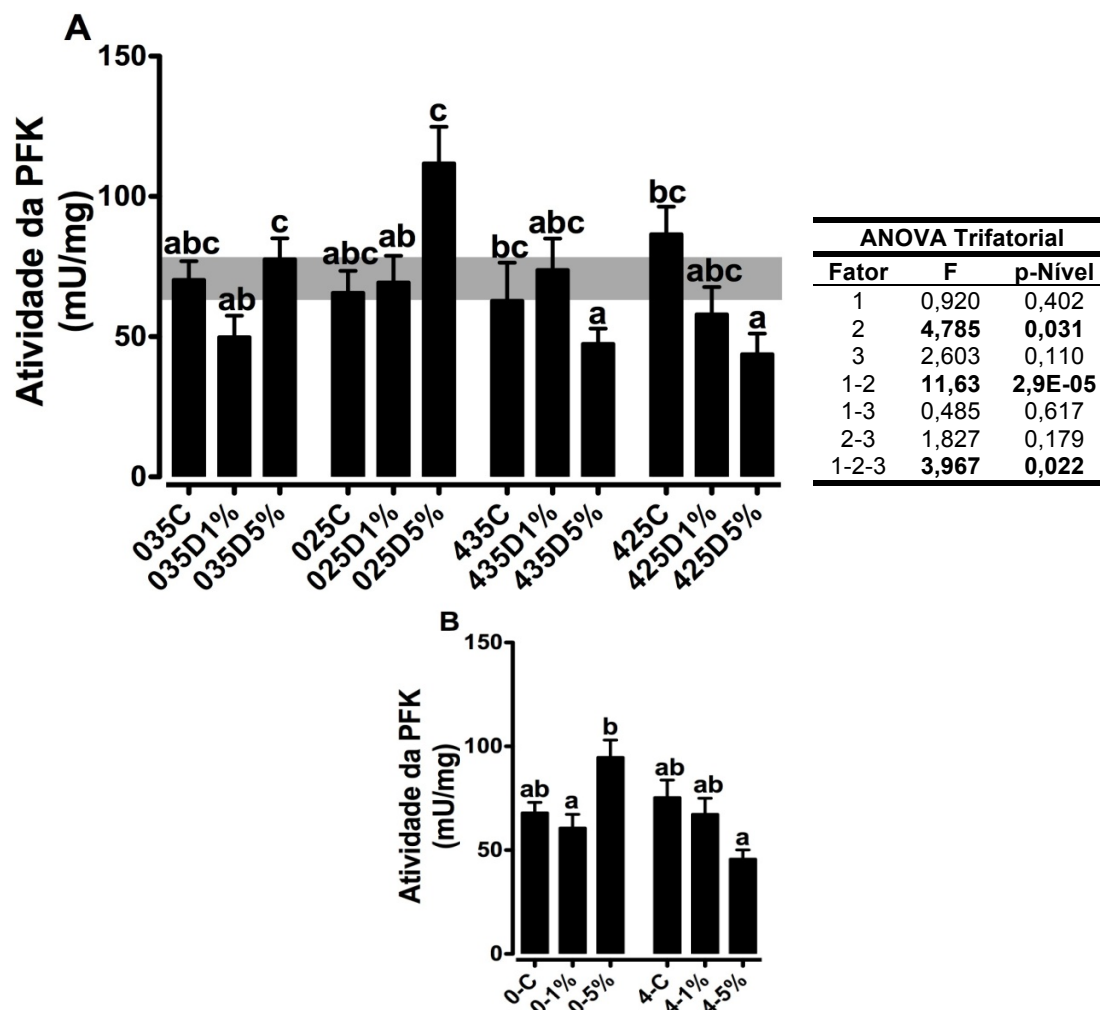 A
Atividade da PFK
(mU/mg)
150
100
50
0
abc
ab
c
abc
ab
c
bc
abc
a
bc
abc
a
035C
035D1%
035D5%
025C
025D1%
025D5%
435C
435D1%
435D5%
425C
425D1%
425D5%
ANOVA Trifatorial
Fator F p-Nível
1 0,920 0,402
2 4,785 0,031
3 2,603 0,110
1-2 11,63 2,9E-05
1-3 0,485 0,617
2-3 1,827 0,179
1-2-3 3,967 0,022
B
Atividade da PFK
(mU/mg)
150
100
50
0
ab
a
b
ab
ab
a
0-C
0-1%
0-5%
4-C
4-1%
4-5%